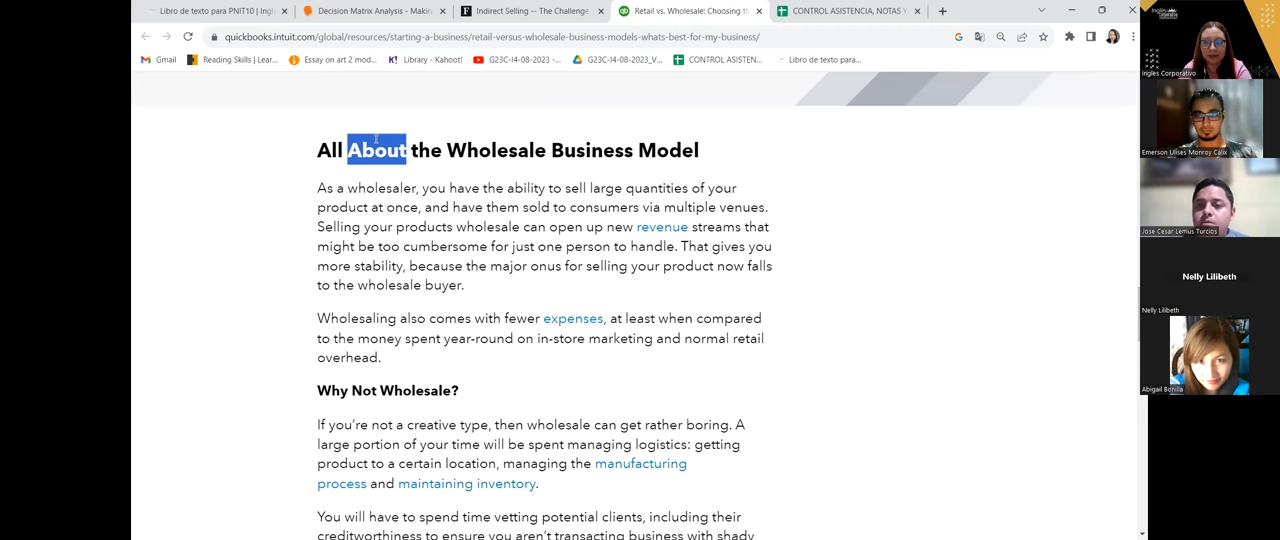 Libro de texto para PNIT10 | Ingl
Decision Matrix Analysis - Makin
Indirect Selling -- The Challenge
Retail vs. Wholesale: Choosing th
CONTROL ASISTENCIA, NOTAS Y
quickbooks.intuit.com/global/resources/starting-a-business/retail-versus-wholesale-business-models-whats-best-for-my-business/
Gmail
Reading Skills | Lear...
Essay on art 2 mod...
Library - Kahoot!
G23C-I4-08-2023 -...
G23C-I4-08-2023_V...
CONTROL ASISTEN...
Libro de texto para...
All About the Wholesale Business Model
As a wholesaler, you have the ability to sell large quantities of your
product at once, and have them sold to consumers via multiple venues.
Selling your products wholesale can open up new revenue streams that
might be too cumbersome for just one person to handle. That gives you
more stability, because the major onus for selling your product now falls
to the wholesale buyer.
Wholesaling also comes with fewer expenses, at least when compared
to the money spent year-round on in-store marketing and normal retail
overhead.
Why Not Wholesale?
If you're not a creative type, then wholesale can get rather boring. A
large portion of your time will be spent managing logistics: getting
product to a certain location, managing the manufacturing
process and maintaining inventory.
You will have to spend time vetting potential clients, including their
creditworthiness to ensure you aren't transacting business with shady
Inglés Corporativo
Emerson Ulises Monroy Calix
Jose Cesar Lemus Turcios
Nelly Lilibeth
Nelly Lilibeth
Abigail Bonilla